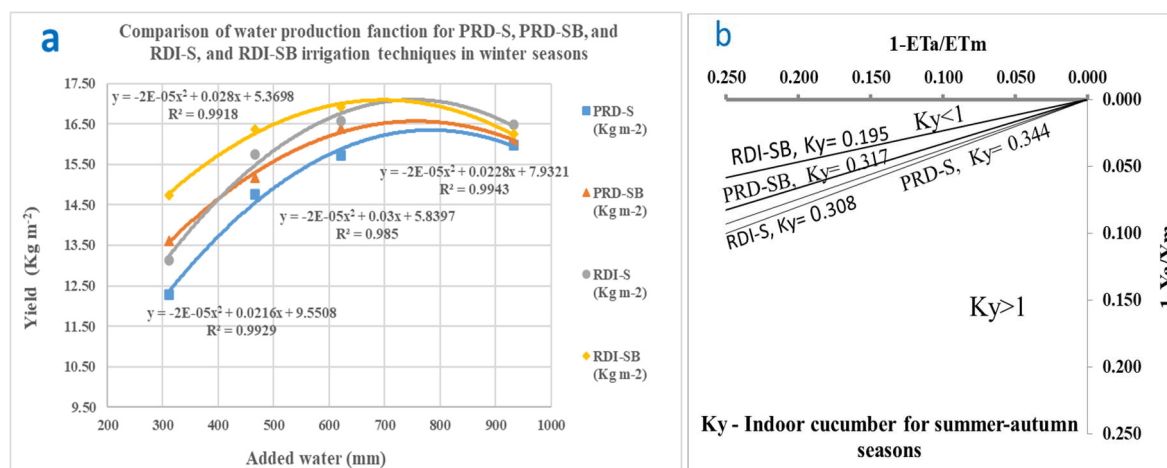 a
Comparison of water production fanction for PRD-S, PRD-SB, and
RDI-S, and RDI-SB irrigation techniques in winter seasons
Yield (Kg m-2)
17.50
16.50
15.50
14.50
13.50
12.50
11.50
10.50
9.50
200
300
400
500
600
700
800
900
1000
Added water (mm)
y = -2E-05x² + 0.028x + 5.3698
R² = 0.9918
y = -2E-05x² + 0.0228x + 7.9321
R² = 0.9943
y = -2E-05x² + 0.03x + 5.8397
R² = 0.985
y = -2E-05x² + 0.0216x + 9.5508
R² = 0.9929
PRD-S
(Kg m-2)
PRD-SB
(Kg m-2)
RDI-S
(Kg m-2)
RDI-SB
(Kg m-2)
b
1-ETa/ETm
0.250
0.200
0.150
0.100
0.050
0.000
0.000
0.050
0.100
0.150
0.200
0.250
Ky<1
RDI-SB, Ky= 0.195
PRD-SB, Ky= 0.317
PRD-S, Ky= 0.344
RDI-S, Ky= 0.308
Ky>1
Ky - Indoor cucumber for summer-autumn
seasons